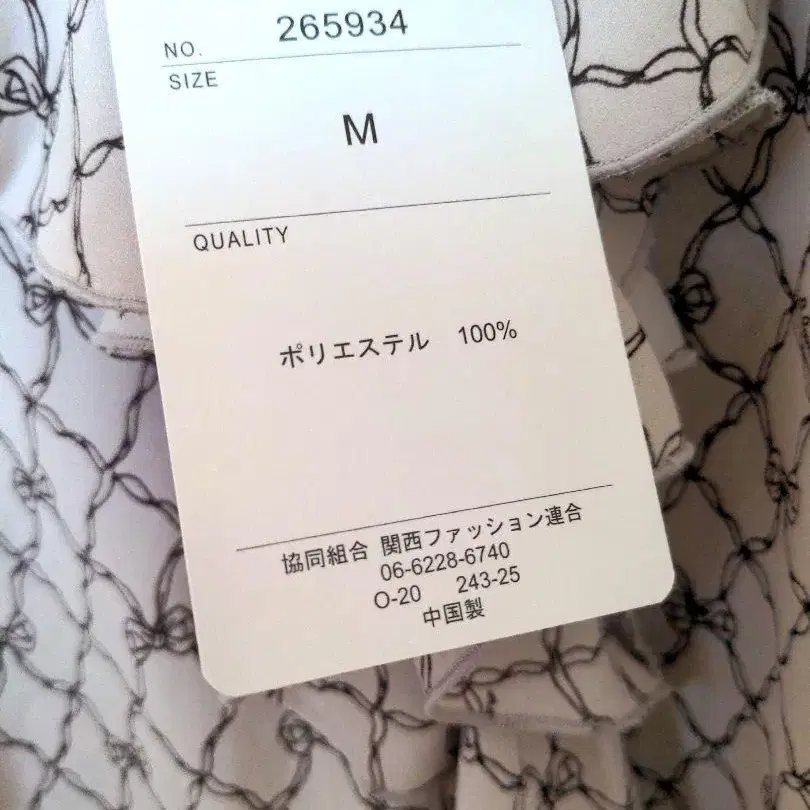 NO. 265934
SIZE
M
QUALITY
ポリエステル 100%
協同組合 関西ファッション連合
06-6228-6740
O-20 243-25
中国製